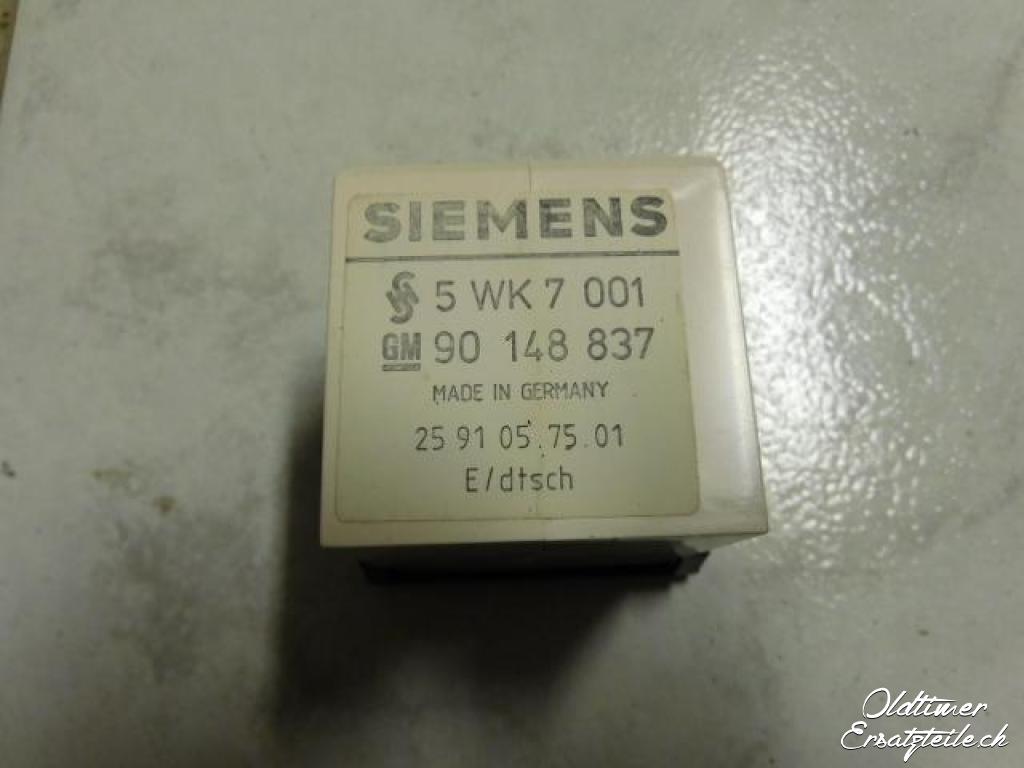 SIEMENS
5 WK 7 001
GM 90 148 837
MADE IN GERMANY
25 91 05.75.01
E/dtsch
Oldtimer
Ersatzteile.ch